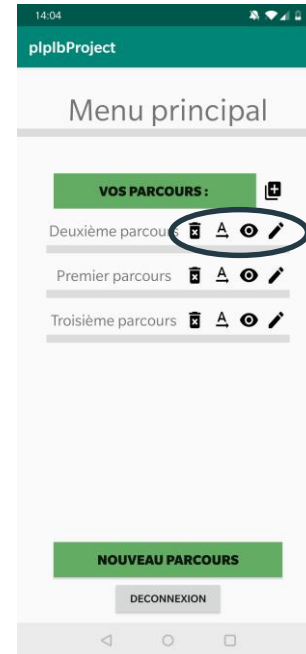 14:04
plplbProject
Menu principal
VOS PARCOURS :
Deuxième parcours
Premier parcours
Troisième parcours
NOUVEAU PARCOURS
DECONNEXION